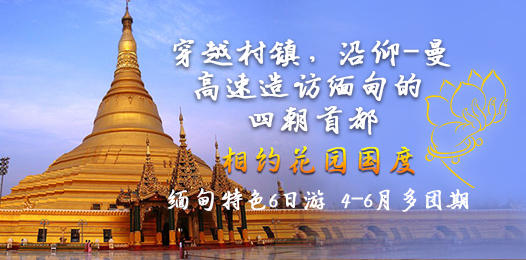 穿越村镇，沿仰-曼
高速造访缅甸的
四朝首都
相约花园国度
缅甸特色6日游 4-6月多团期